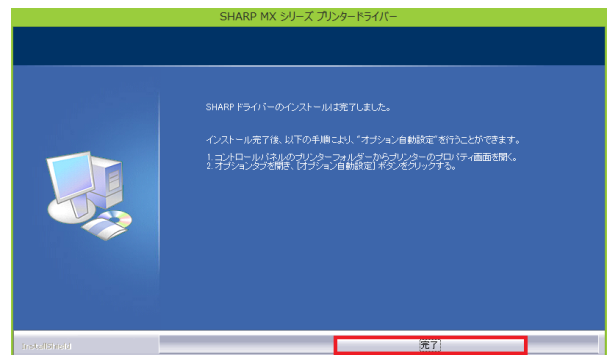 SHARP MX シリーズ プリンタードライバー
SHARP ドライバーのインストールは完了しました。
インストール完了後、以下の手順により、"オプション自動設定"を行うことができます。
1. コントロールパネルのプリンターフォルダーからプリンターのプロパティ画面を開く。
2. オプションタブを開き、[オプション自動設定] ボタンをクリックする。
InstallShield
完了